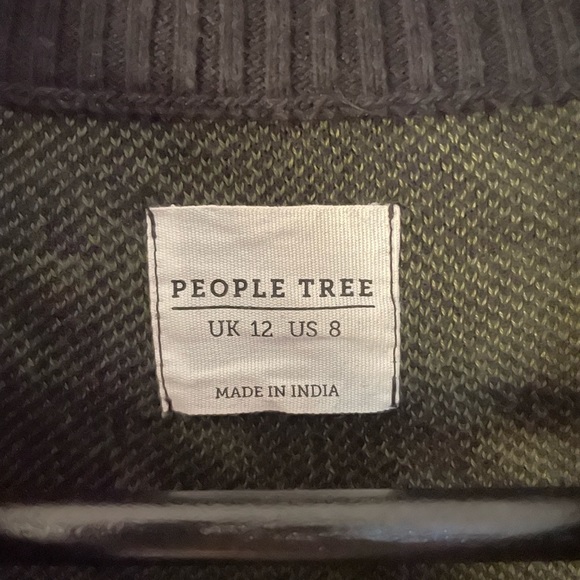 PEOPLE TREE
UK 12 US 8
MADE IN INDIA